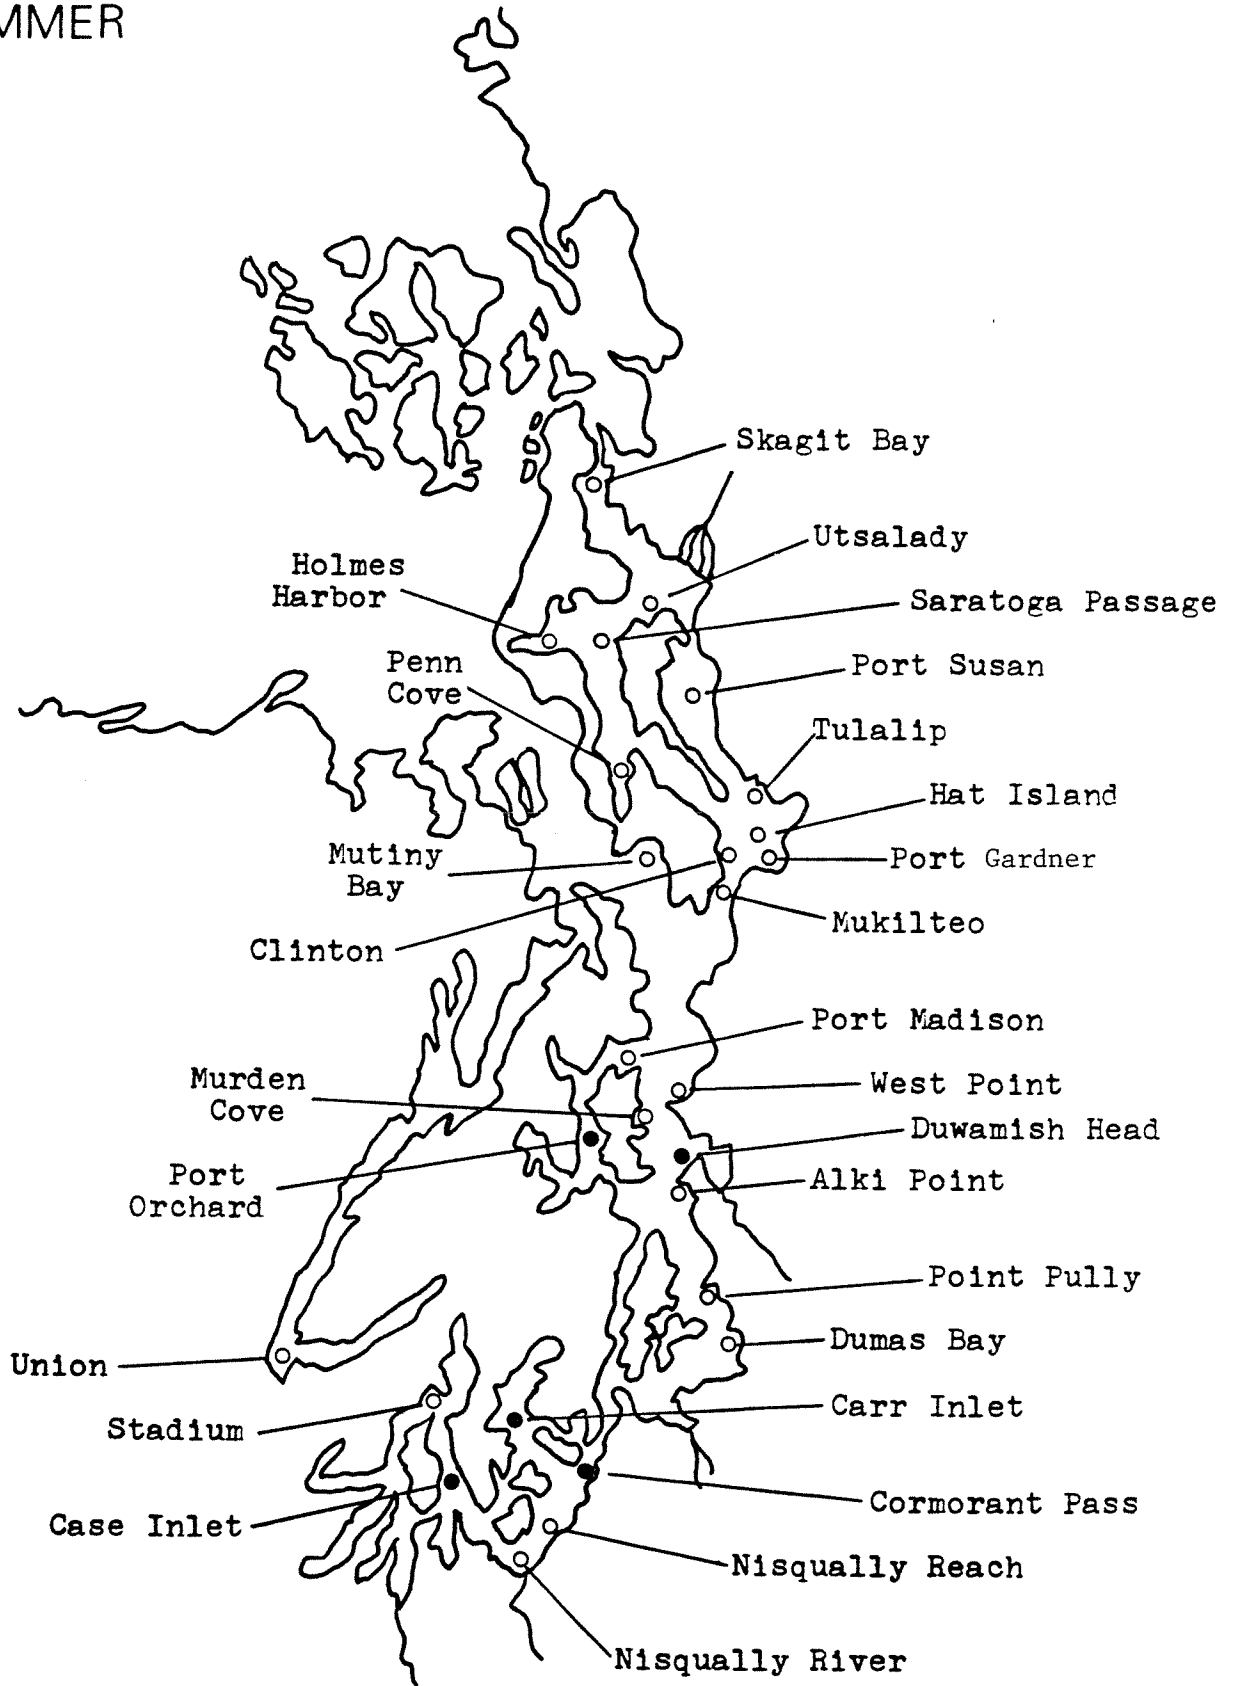 MMER
Skagit Bay
Utsalady
Holmes
Harbor
Saratoga Passage
Penn
Cove
Port Susan
Tulalip
Hat Island
Mutiny
Bay
Port Gardner
Mukilteo
Clinton
Port Madison
Murden
Cove
West Point
Duwamish Head
Port
Orchard
Alki Point
Point Pully
Dumas Bay
Union
Carr Inlet
Stadium
Cormorant Pass
Case Inlet
Nisqually Reach
Nisqually River